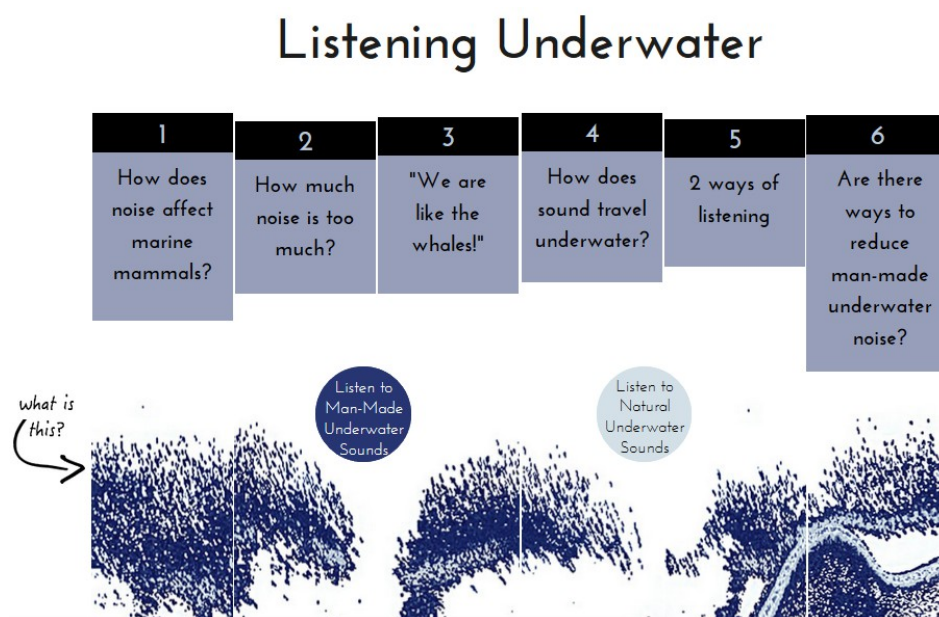 Listening Underwater
1
How does
noise affect
marine
mammals?
2
How much
noise is too
much?
3
"We are
like the
whales!"
4
How does
sound travel
underwater?
5
2 ways of
listening
6
Are there
ways to
reduce
man-made
underwater
noise?
what is
this?
Listen to
Man-Made
Underwater
Sounds
Listen to
Natural
Underwater
Sounds